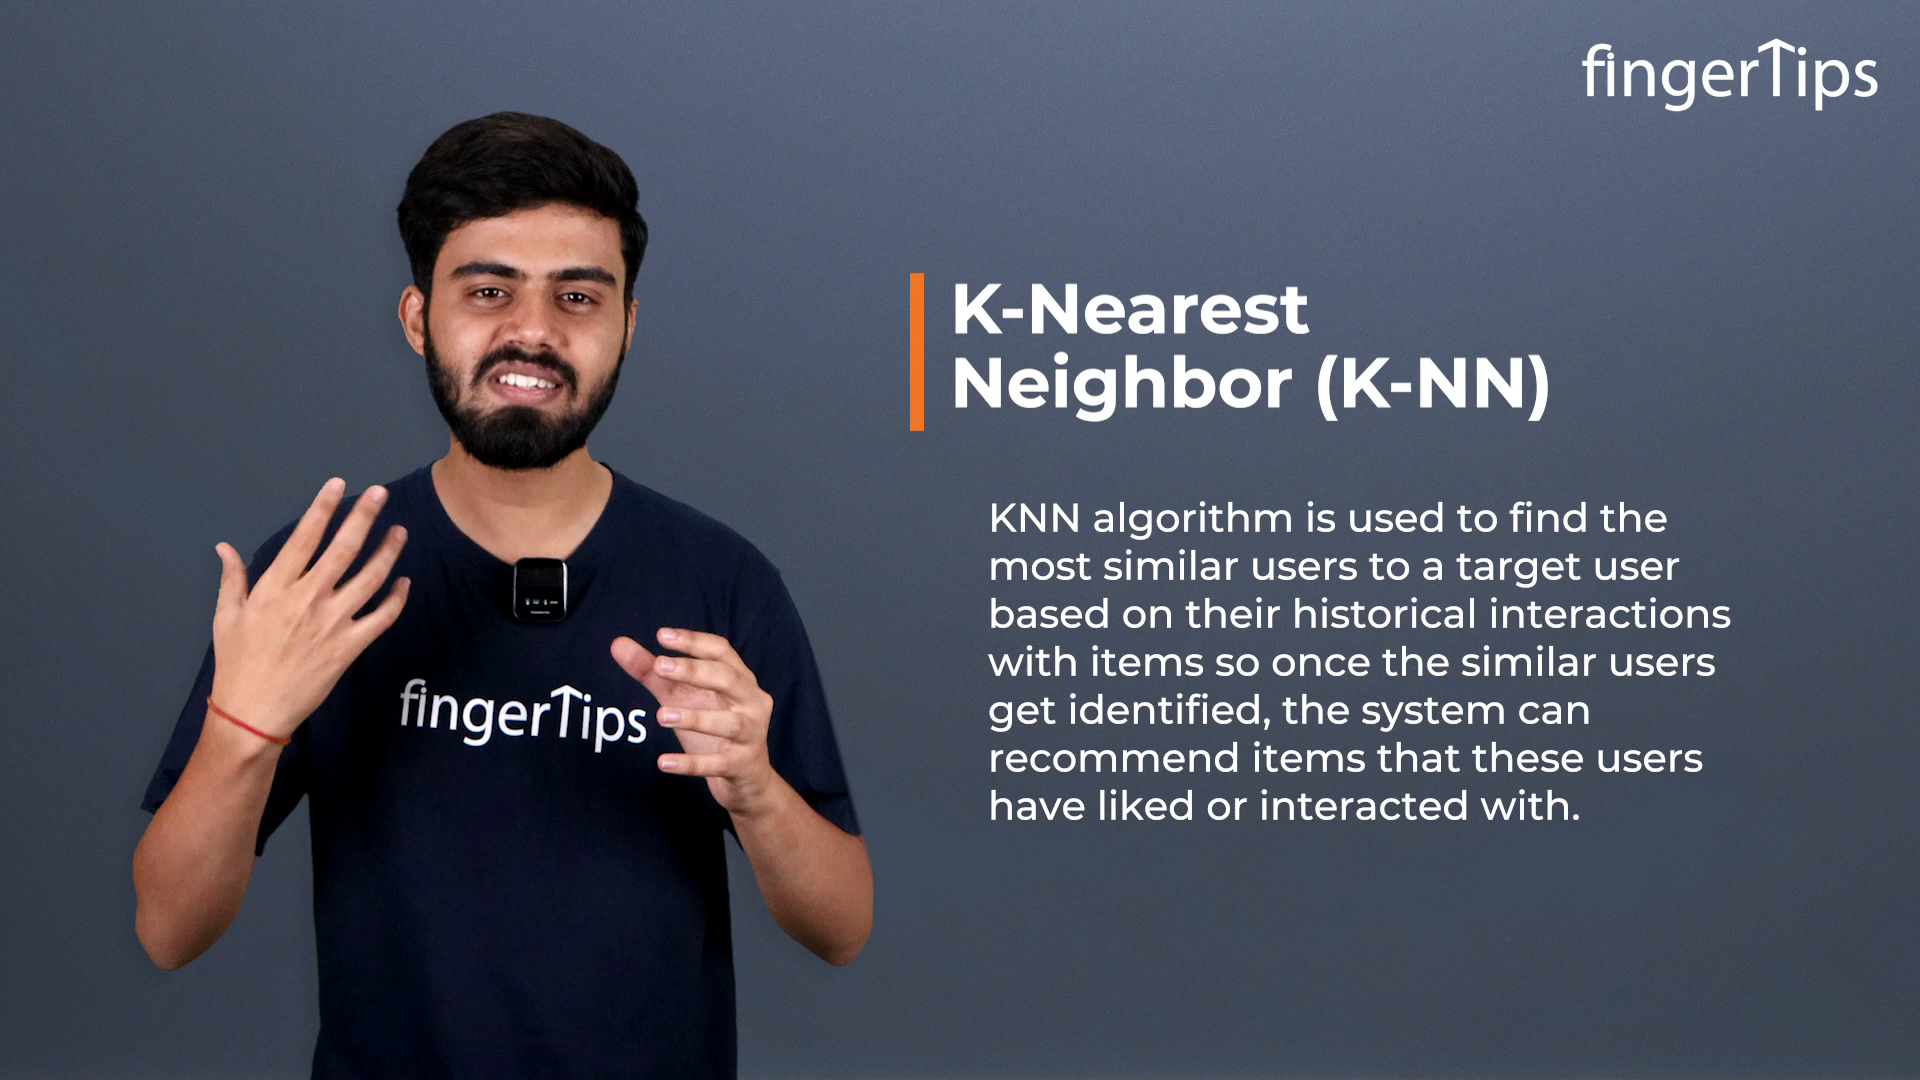 fingerTips
K-Nearest
Neighbor (K-NN)
KNN algorithm is used to find the
most similar users to a target user
based on their historical interactions
with items so once the similar users
get identified, the system can
recommend items that these users
have liked or interacted with.
fingerTips